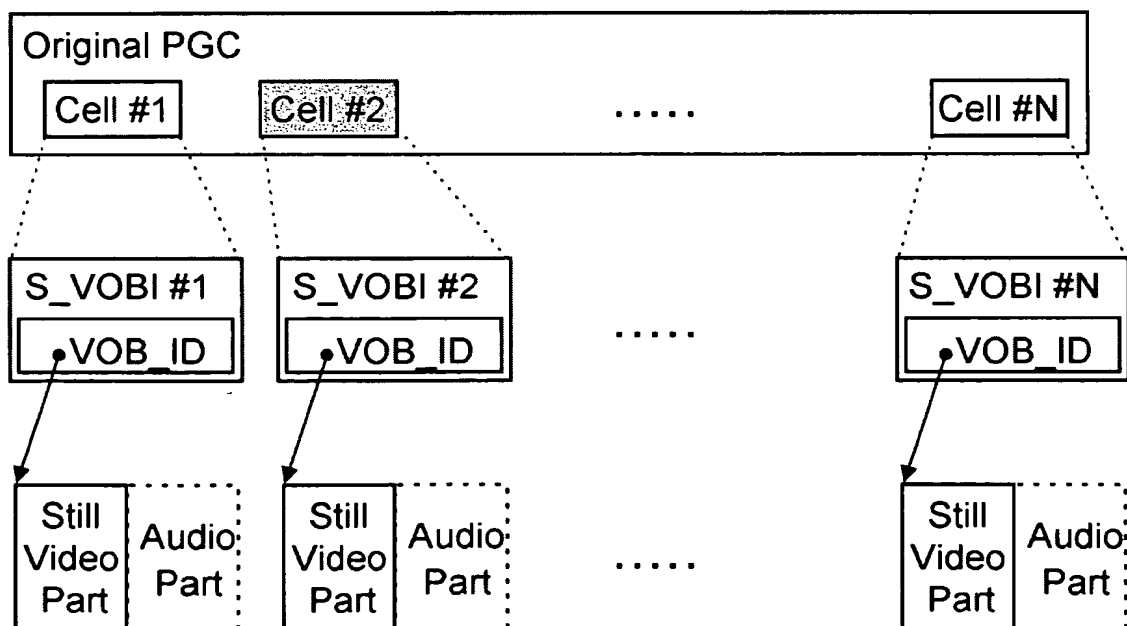 Original PGC
Cell #1 Cell #2 ..... Cell #N
S_VOBI #1 S_VOBI #2 S_VOBI #N
.....
VOB_ID VOB_ID VOB_ID
Still Video Part Audio Part Still Video Part Audio Part ..... Still Video Part Audio Part